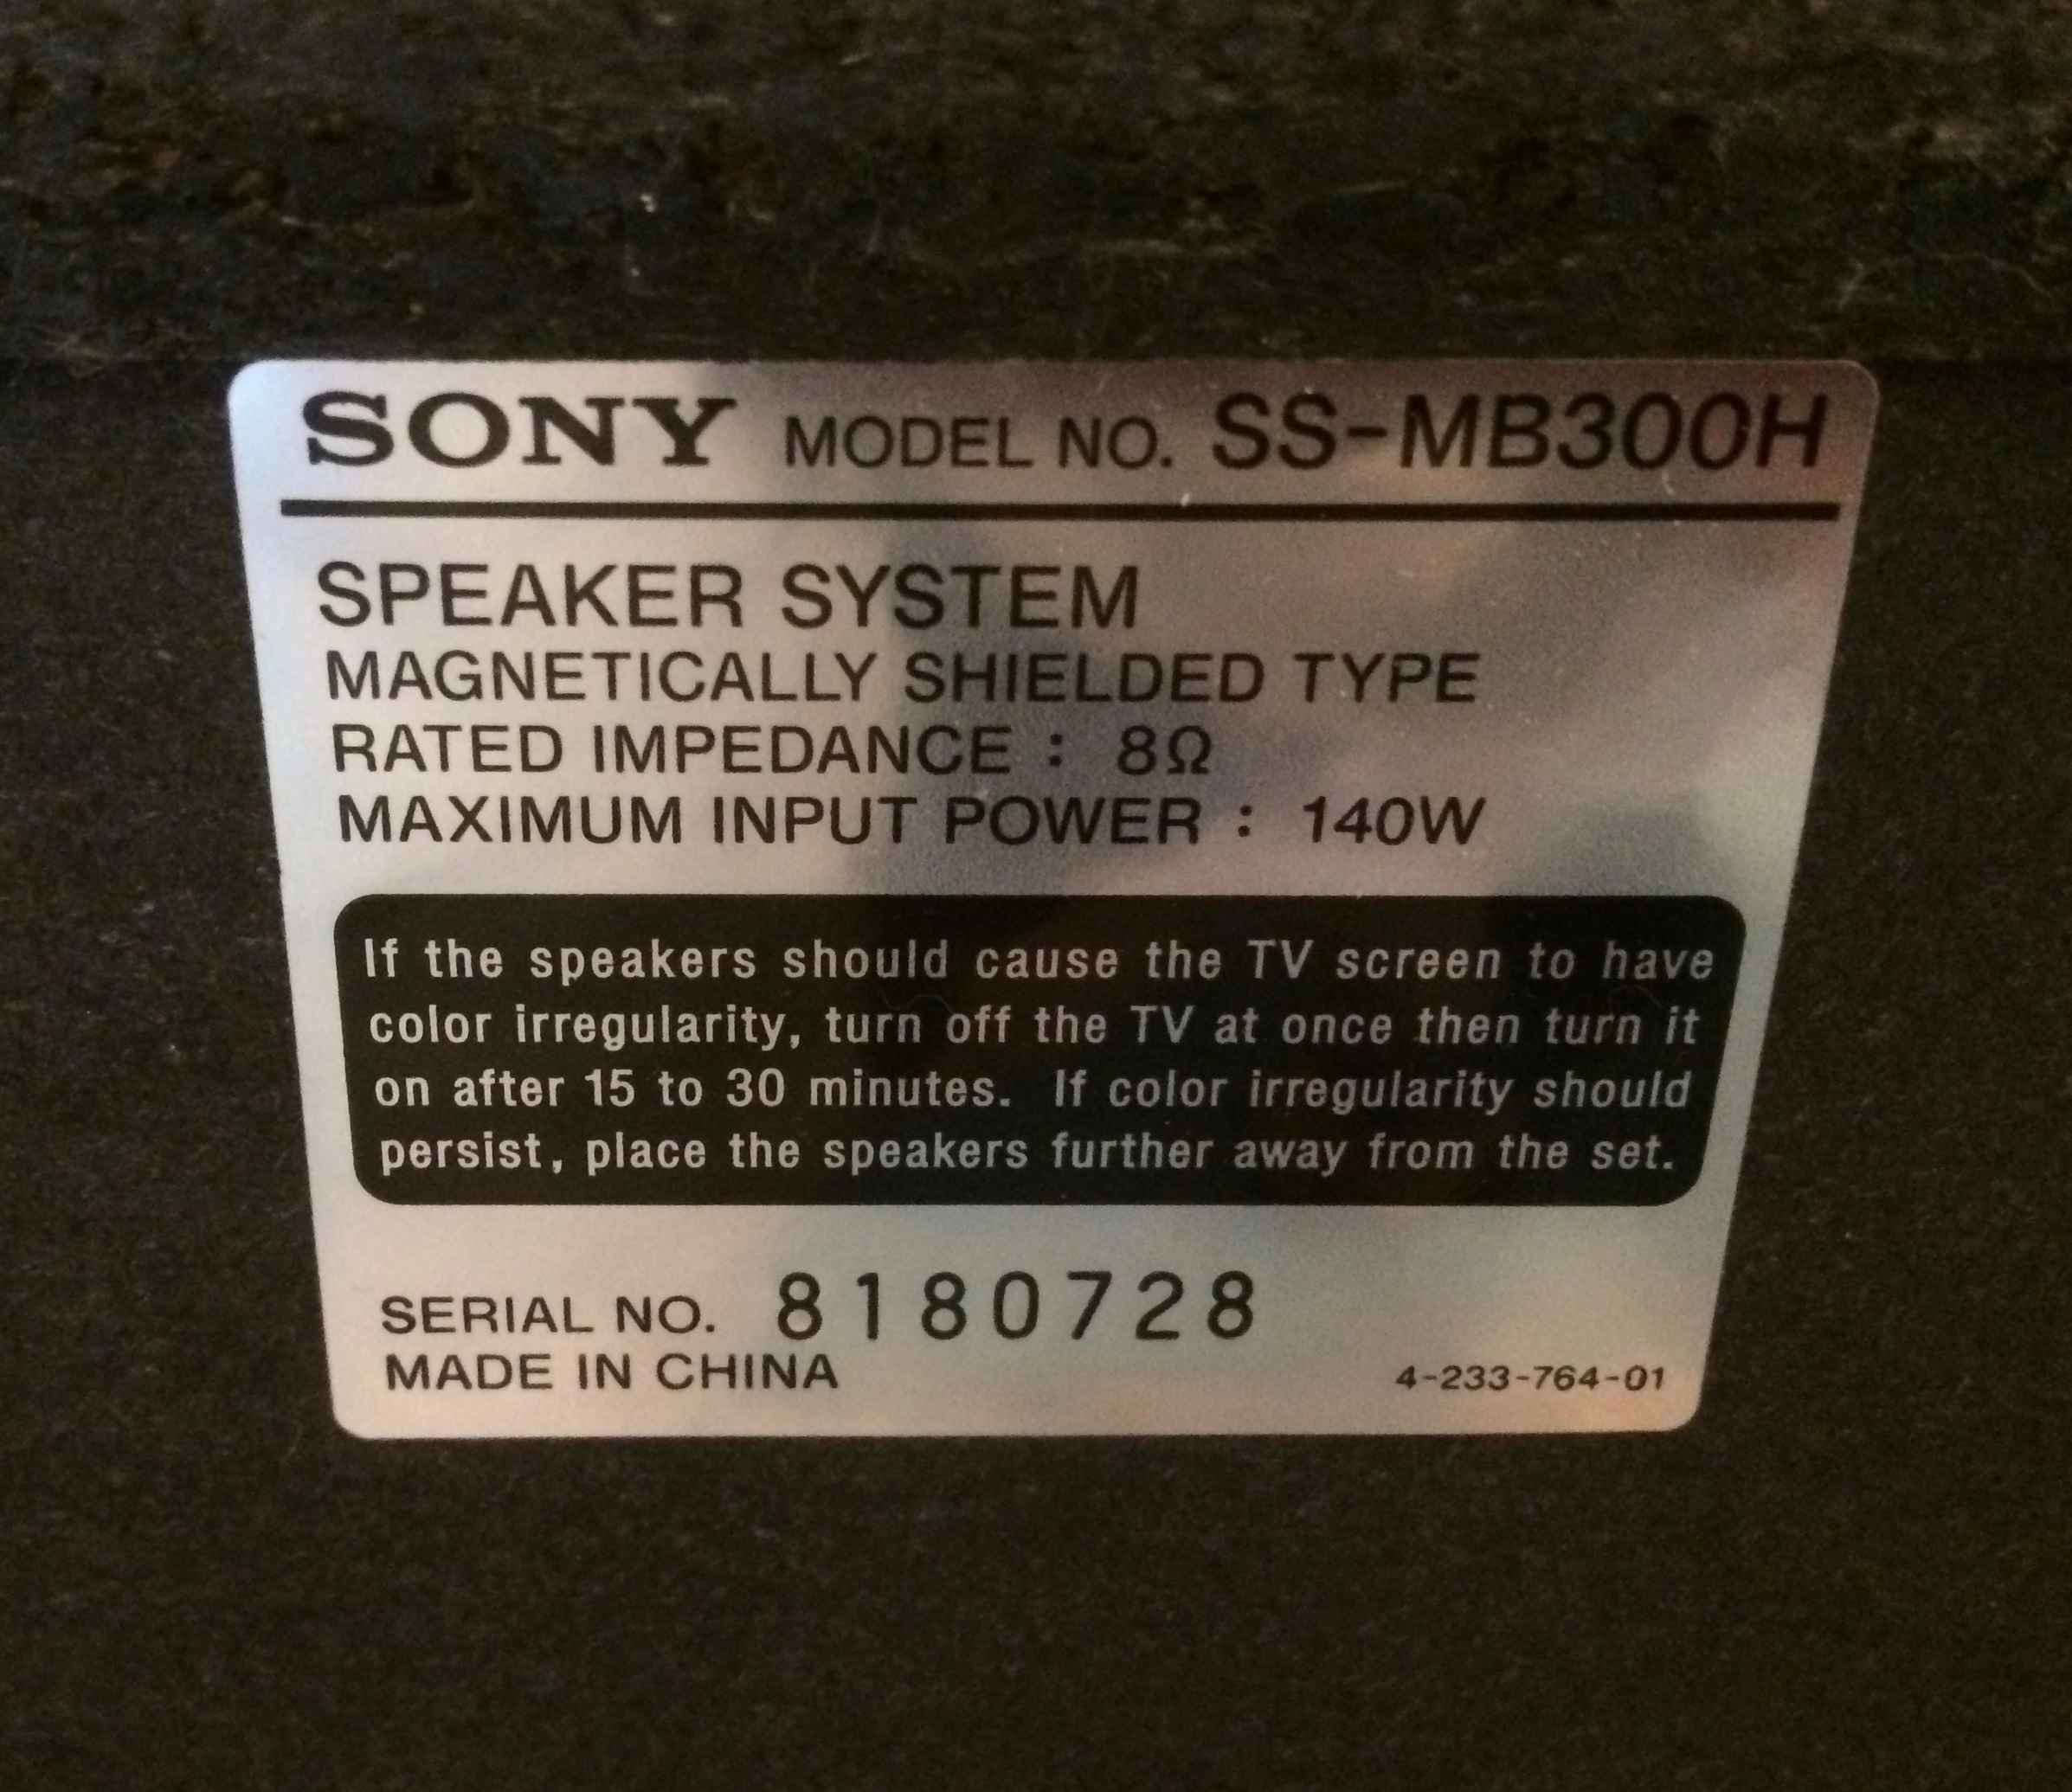 SONY MODEL NO. SS-MB300H
SPEAKER SYSTEM
MAGNETICALLY SHIELDED TYPE
RATED IMPEDANCE : 8Ω
MAXIMUM INPUT POWER : 140W
If the speakers should cause the TV screen to have
color irregularity, turn off the TV at once then turn it
on after 15 to 30 minutes. If color irregularity should
persist, place the speakers further away from the set.
SERIAL NO. 8180728
MADE IN CHINA 4-233-764-01